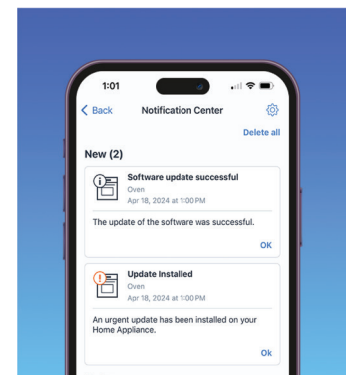 1:01
Back
Notification Center
Delete all
New (2)
Software update successful
Oven
Apr 18, 2024 at 1:00 PM
The update of the software was successful.
OK
Update Installed
Oven
Apr 18, 2024 at 1:00 PM
An urgent update has been installed on your
Home Appliance.
Ok